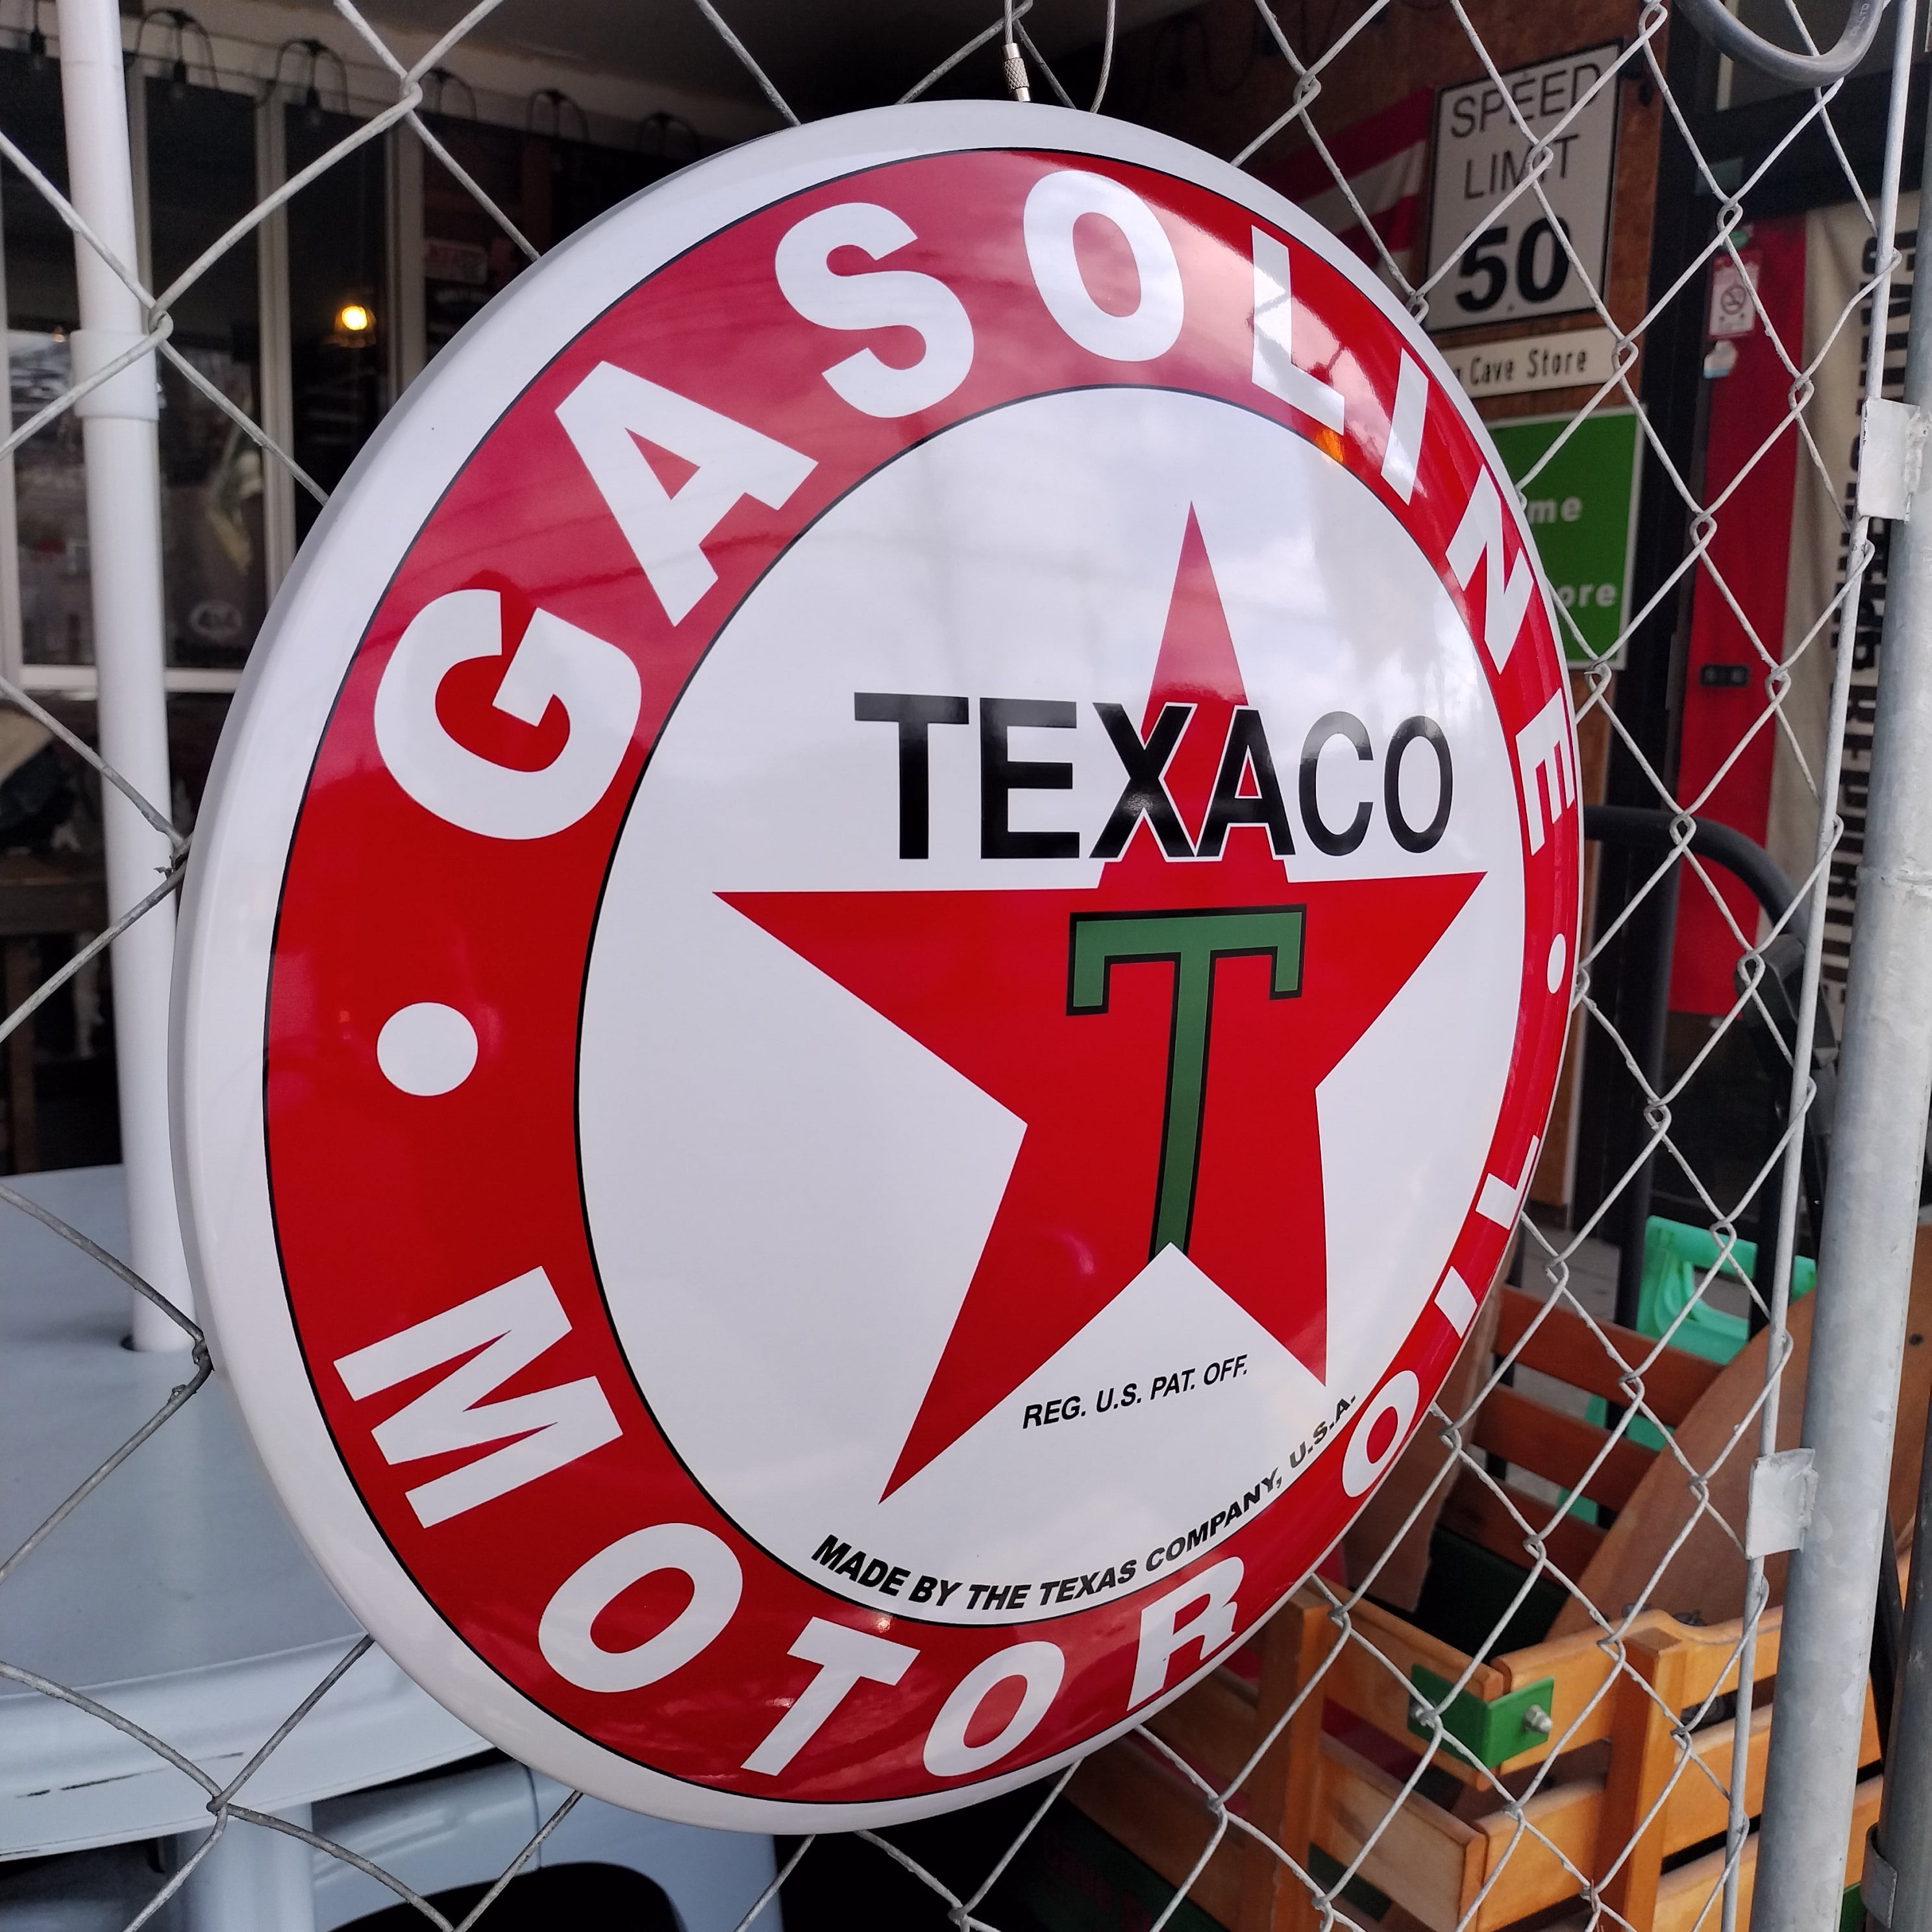 GASOLINE
TEXACO
T
REG. U.S. PAT. OFF.
MADE BY THE TEXAS COMPANY, U.S.A.
• MOTOR OIL •
SPEED
LIMIT
50
Cave Store